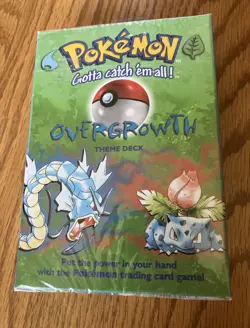 POKéMON
Gotta catch 'em all!
OVERGROWTH
THEME DECK
Put the power in your hand
with the Pokémon trading card game!